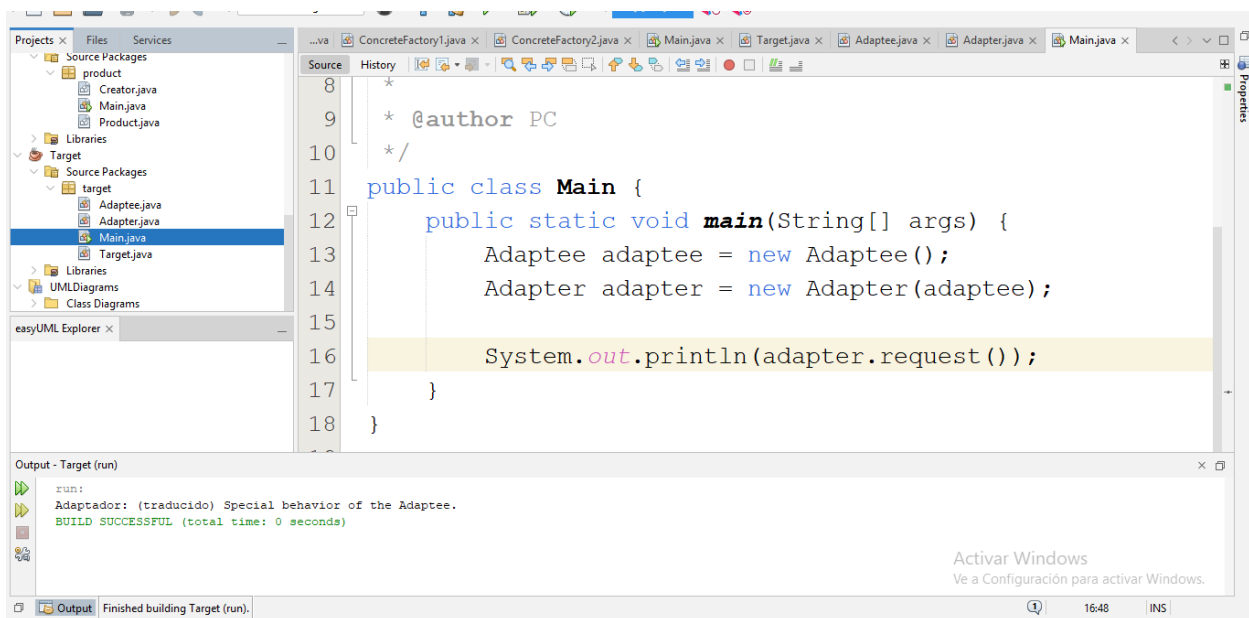 Projects × Files Services
Source Packages
product
Creator.java
Main.java
Product.java
Libraries
Target
Source Packages
target
Adaptee.java
Adapter.java
Main.java
Target.java
Libraries
UMLDiagrams
Class Diagrams
easyUML Explorer ×
...va ConcreteFactory1.java × ConcreteFactory2.java × Main.java × Target.java × Adaptee.java × Adapter.java × Main.java ×
Source History
Properties
8 *
9 * @author PC
10 */
11 public class Main {
12 public static void main(String[] args) {
13 Adaptee adaptee = new Adaptee();
14 Adapter adapter = new Adapter(adaptee);
15
16 System.out.println(adapter.request());
17 }
18 }
Output - Target (run)
run:
Adaptador: (traducido) Special behavior of the Adaptee.
BUILD SUCCESSFUL (total time: 0 seconds)
Activar Windows
Ve a Configuración para activar Windows.
Output Finished building Target (run). 1 16:48 INS